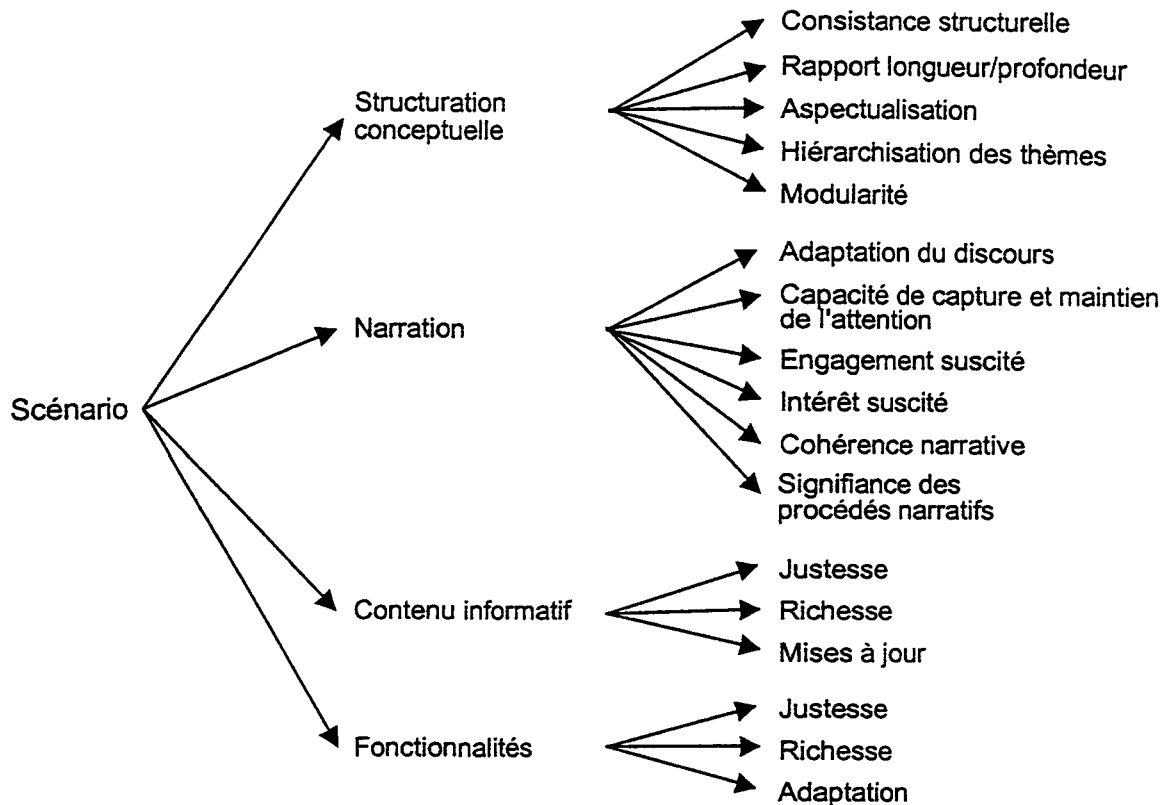 Scénario
Structuration
conceptuelle
Consistance structurelle
Rapport longueur/profondeur
Aspectualisation
Hiérarchisation des thèmes
Modularité
Narration
Adaptation du discours
Capacité de capture et maintien
de l'attention
Engagement suscité
Intérêt suscité
Cohérence narrative
Signifiance des
procédés narratifs
Contenu informatif
Justesse
Richesse
Mises à jour
Fonctionnalités
Justesse
Richesse
Adaptation